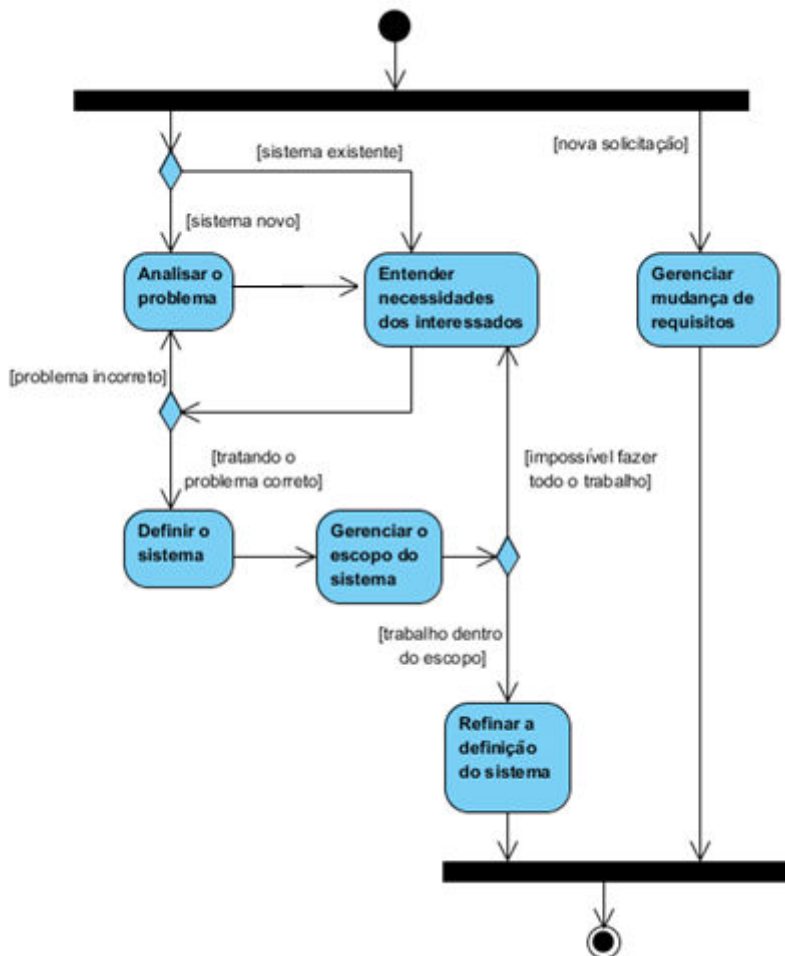 [sistema existente]
[nova solicitação]
[sistema novo]
Analisar o
problema
Entender
necessidades
dos interessados
Gerenciar
mudança de
requisitos
[problema incorreto]
[tratando o
problema correto]
[impossível fazer
todo o trabalho]
Definir o
sistema
Gerenciar o
escopo do
sistema
[trabalho dentro
do escopo]
Refinar a
definição
do sistema